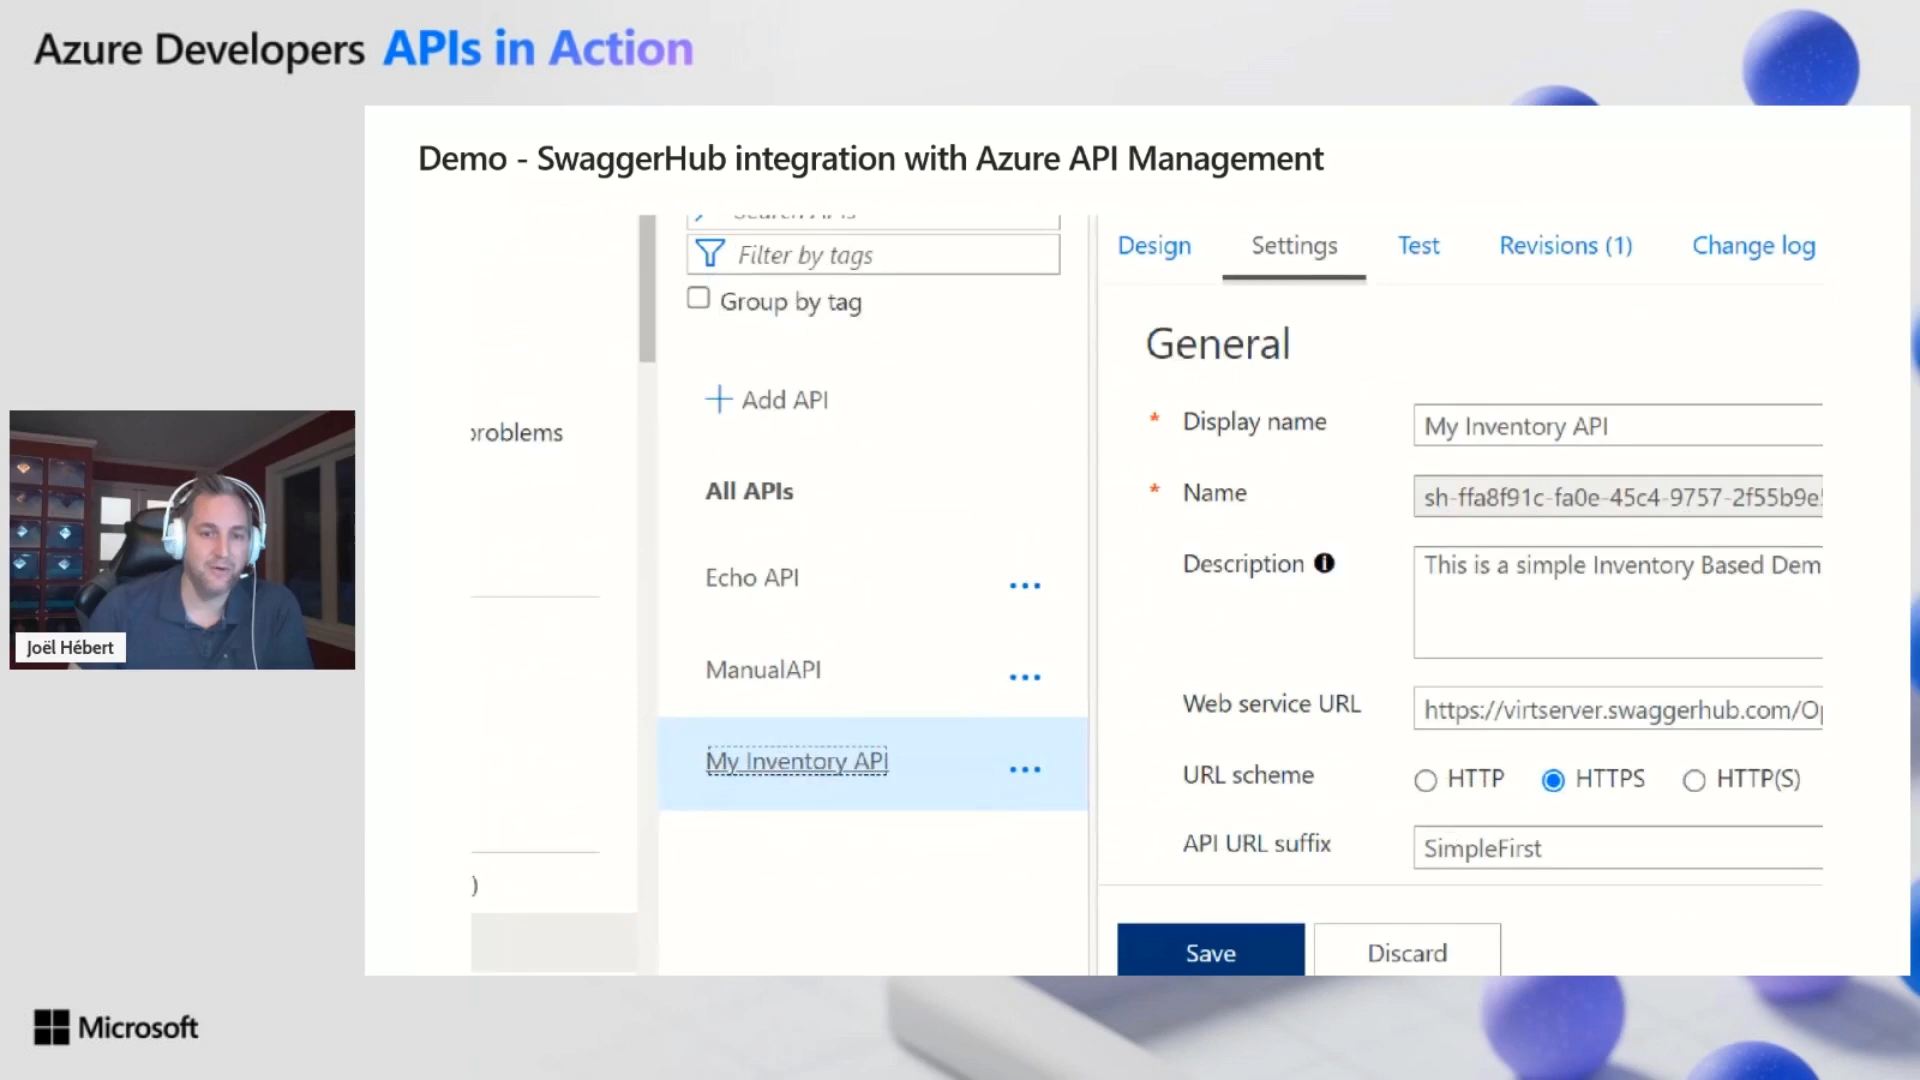 Azure Developers APIs in Action
Demo - SwaggerHub integration with Azure API Management
Search APIs
Filter by tags
Group by tag
Add API
problems
All APIs
Echo API
ManualAPI
My Inventory API
)
Design Settings Test Revisions (1) Change log
General
* Display name My Inventory API
* Name sh-ffa8f91c-fa0e-45c4-9757-2f55b9e
Description This is a simple Inventory Based Dem
Web service URL https://virtserver.swaggerhub.com/Op
URL scheme HTTP HTTPS HTTP(S)
API URL suffix SimpleFirst
Save Discard
Joël Hébert
Microsoft